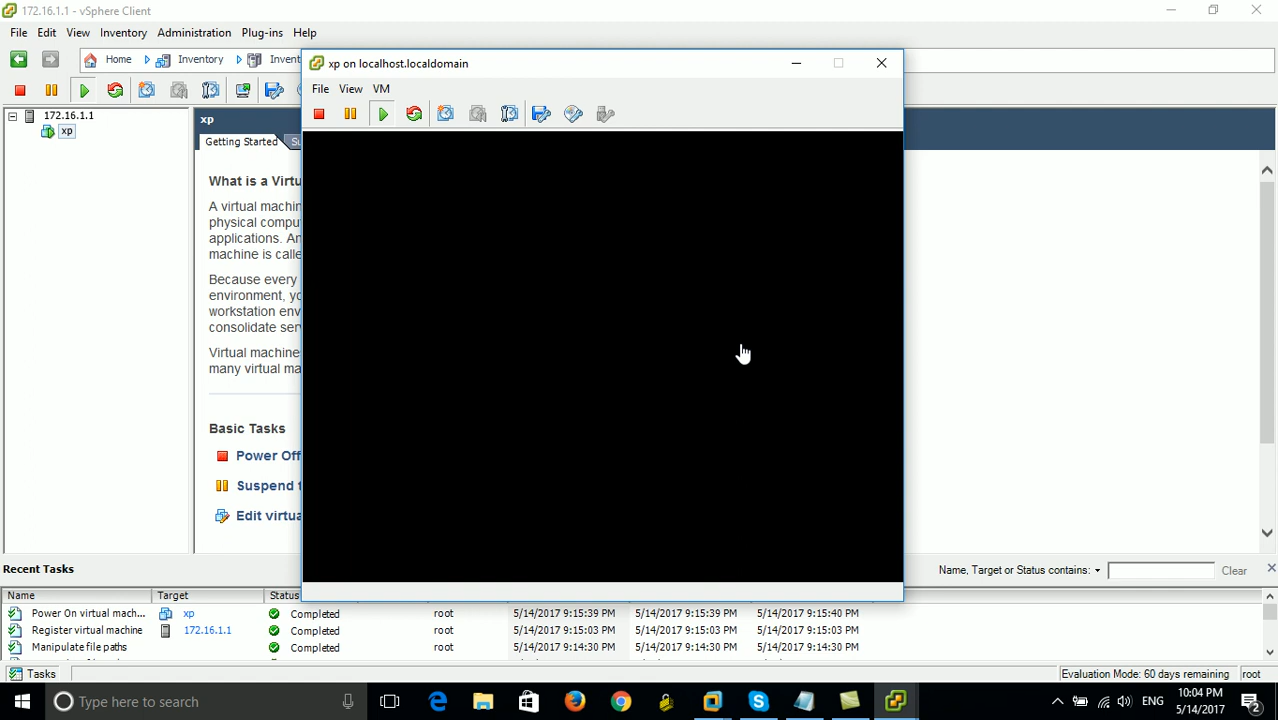 172.16.1.1 - vSphere Client
File Edit View Inventory Administration Plug-ins Help
Home Inventory Invent
172.16.1.1
xp
xp
Getting Started Su
What is a Virtu
A virtual machin
physical compu
applications. An
machine is calle
Because every
environment, yo
workstation env
consolidate serv
Virtual machine
many virtual ma
Basic Tasks
Power Off
Suspend t
Edit virtua
xp on localhost.localdomain
File View VM
Recent Tasks
Name, Target or Status contains: Clear
Name Target Status
Power On virtual mach... xp Completed root 5/14/2017 9:15:39 PM 5/14/2017 9:15:39 PM 5/14/2017 9:15:40 PM
Register virtual machine 172.16.1.1 Completed root 5/14/2017 9:15:03 PM 5/14/2017 9:15:03 PM 5/14/2017 9:15:03 PM
Manipulate file paths Completed root 5/14/2017 9:14:30 PM 5/14/2017 9:14:30 PM 5/14/2017 9:14:30 PM
Tasks Evaluation Mode: 60 days remaining root
Type here to search ENG 10:04 PM
5/14/2017 2